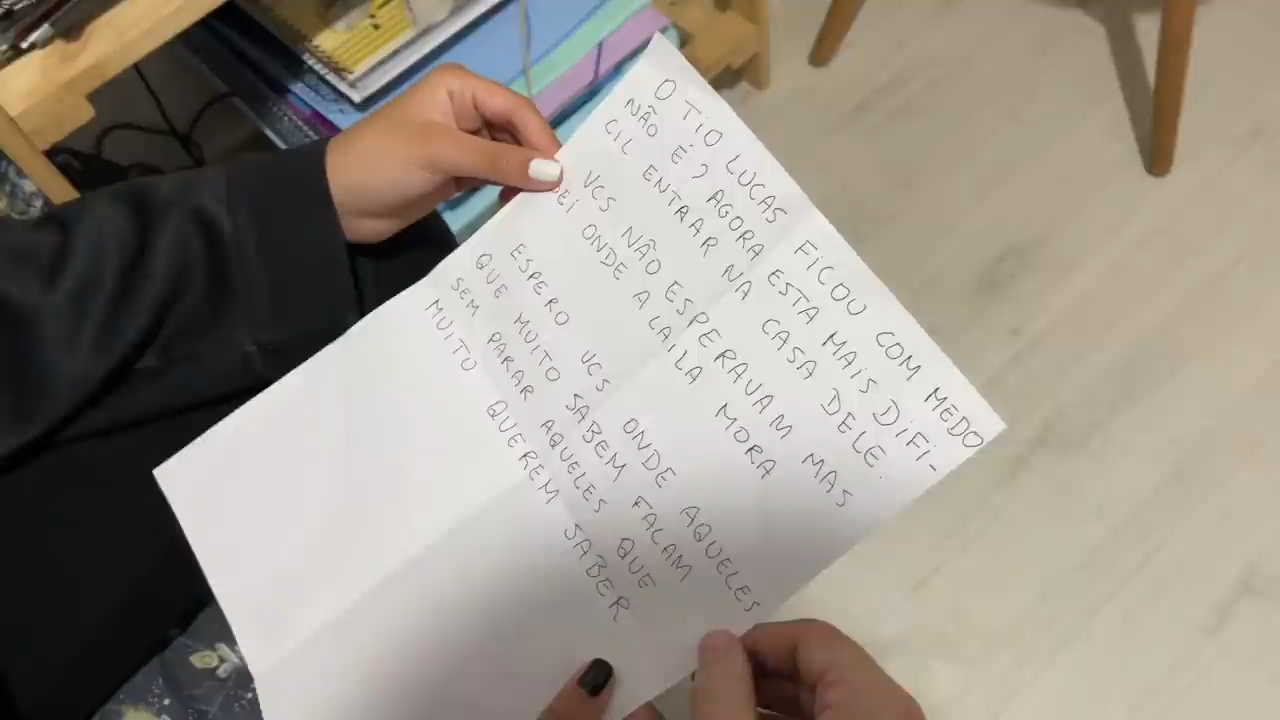 O TIO LUCAS FICOU COM MEDO
NÃO É? AGORA ESTA MAIS DIFI-
CIL ENTRAR NA CASA DELE.
VCS NÃO ESPERAVAM MAS
SEI ONDE A LAILA MORA
ESPERO VCS ONDE AQUELES
QUE MUITO SABEM FALAM
SEM PARAR AQUELES QUE
MUITO QUEREM SABER